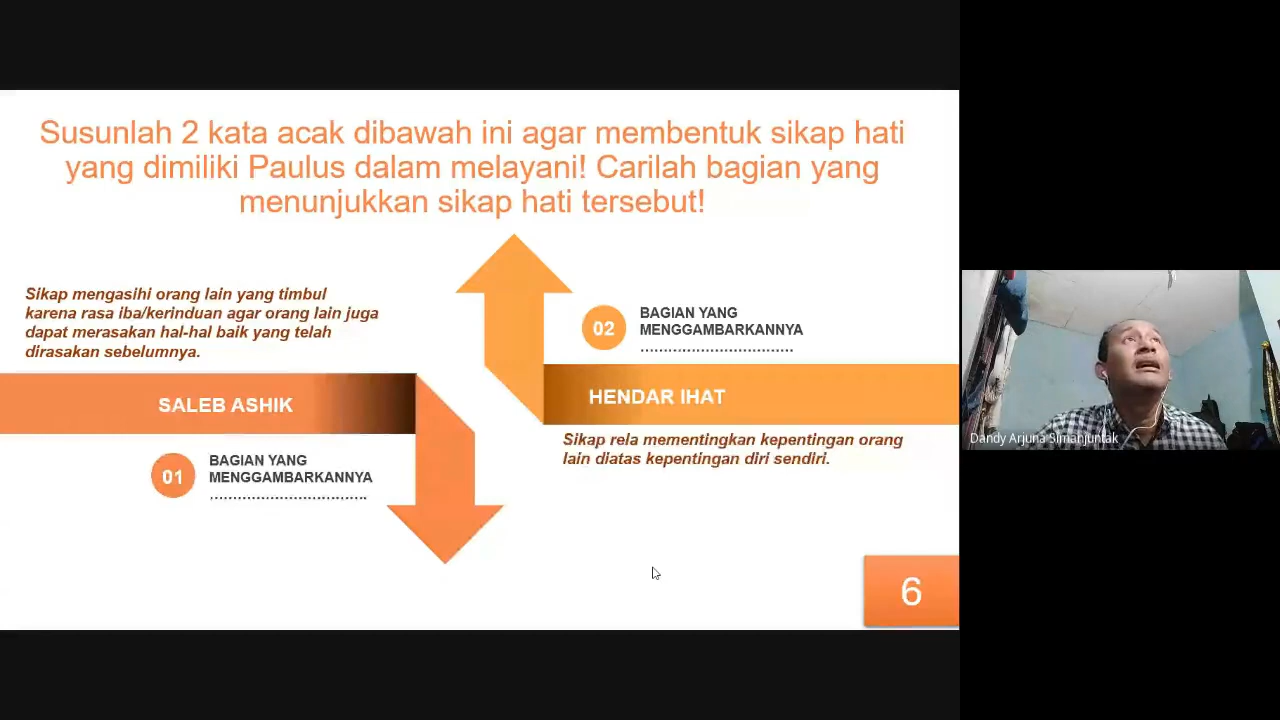 Susunlah 2 kata acak dibawah ini agar membentuk sikap hati
yang dimiliki Paulus dalam melayani! Carilah bagian yang
menunjukkan sikap hati tersebut!
Sikap mengasihi orang lain yang timbul
karena rasa iba/kerinduan agar orang lain juga
dapat merasakan hal-hal baik yang telah
dirasakan sebelumnya.
SALEB ASHIK
01
BAGIAN YANG
MENGGAMBARKANNYA
..................................
02
BAGIAN YANG
MENGGAMBARKANNYA
.................................
HENDAR IHAT
Sikap rela mementingkan kepentingan orang
lain diatas kepentingan diri sendiri.
6
Dandy Arjuna Simanjuntak